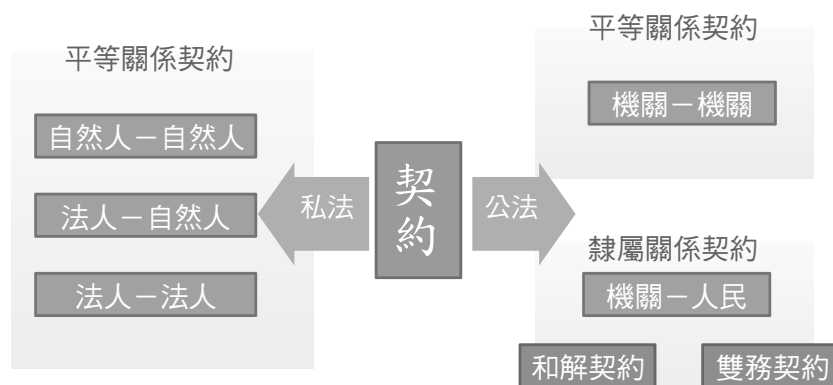 平等關係契約
自然人－自然人
法人－自然人
法人－法人
私法
契
約
公法
平等關係契約
機關－機關
隸屬關係契約
機關－人民
和解契約
雙務契約